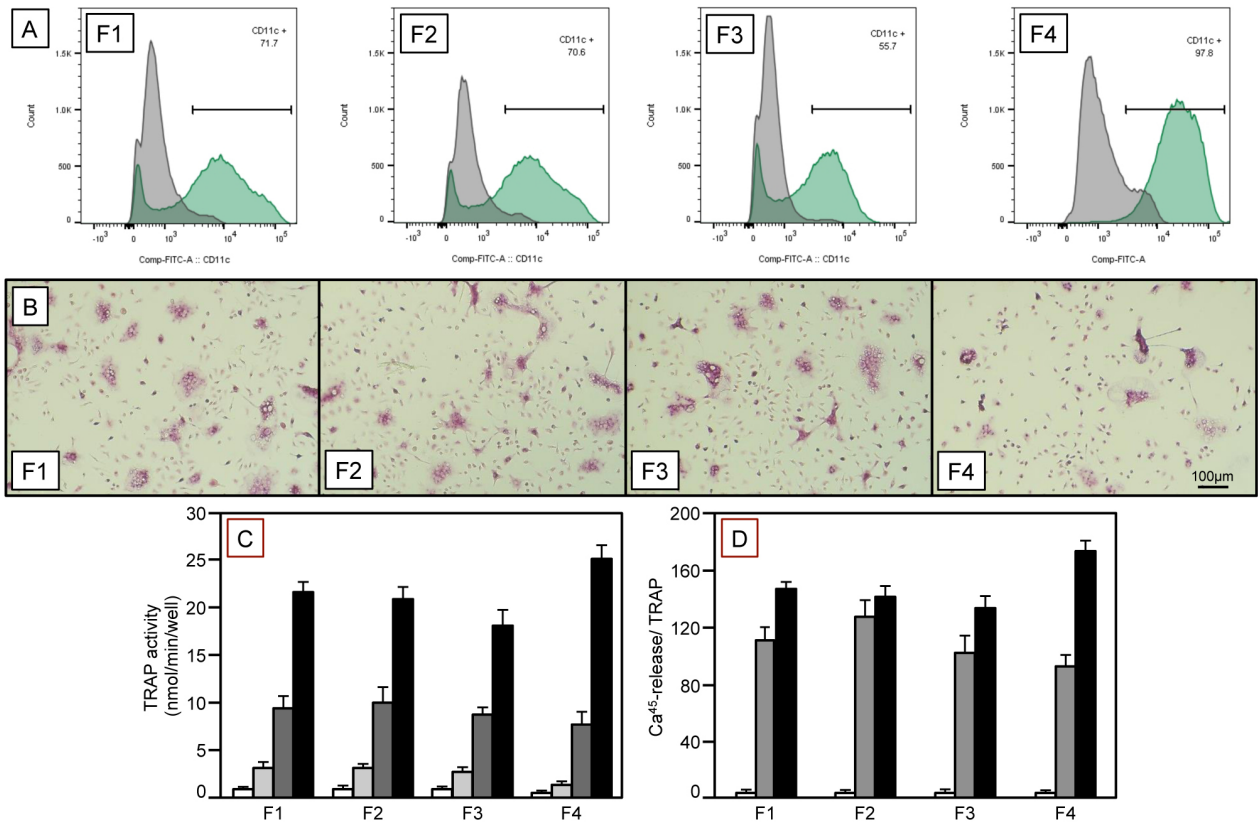 A
F1
CD11c +
71.7
1.5K
1.0K
500
0
Count
-10³ 0 10³ 10⁴ 10⁵
Comp-FITC-A :: CD11c
F2
CD11c +
70.6
1.5K
1.0K
500
0
Count
-10³ 0 10³ 10⁴ 10⁵
Comp-FITC-A :: CD11c
F3
CD11c +
55.7
1.5K
1.0K
500
0
Count
-10³ 0 10³ 10⁴ 10⁵
Comp-FITC-A :: CD11c
F4
CD11c +
97.8
1.5K
1.0K
500
0
Count
-10³ 0 10³ 10⁴ 10⁵
Comp-FITC-A
B
F1
F2
F3
F4
100µm
C
TRAP activity
(nmol/min/well)
30
25
20
15
10
5
0
F1 F2 F3 F4
D
Ca⁴⁵-release/ TRAP
200
160
120
80
40
0
F1 F2 F3 F4